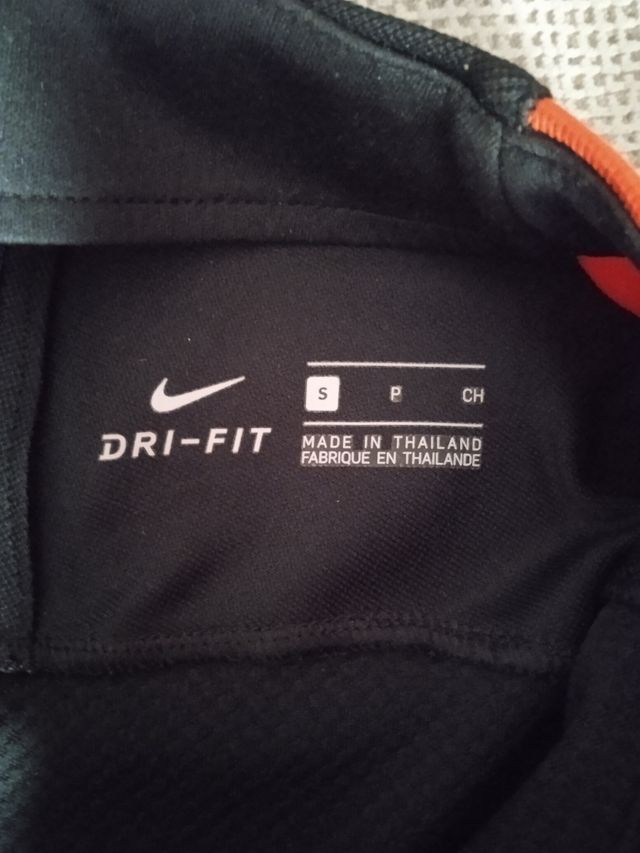 DRI-FIT
S P CH
MADE IN THAILAND
FABRIQUE EN THAILANDE